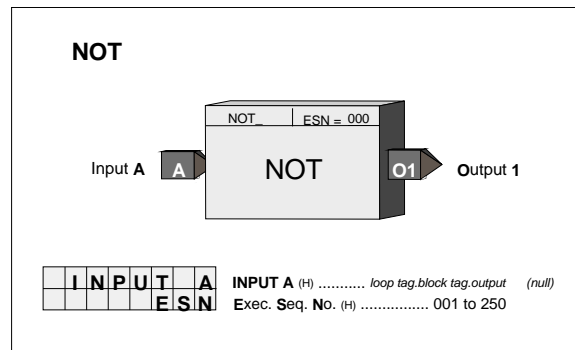 NOT
NOT_ ESN = 000
Input A A NOT O1 Output 1
INPUT A INPUT A (H) ........... loop tag.block tag.output (null)
ESN Exec. Seq. No. (H) ................ 001 to 250